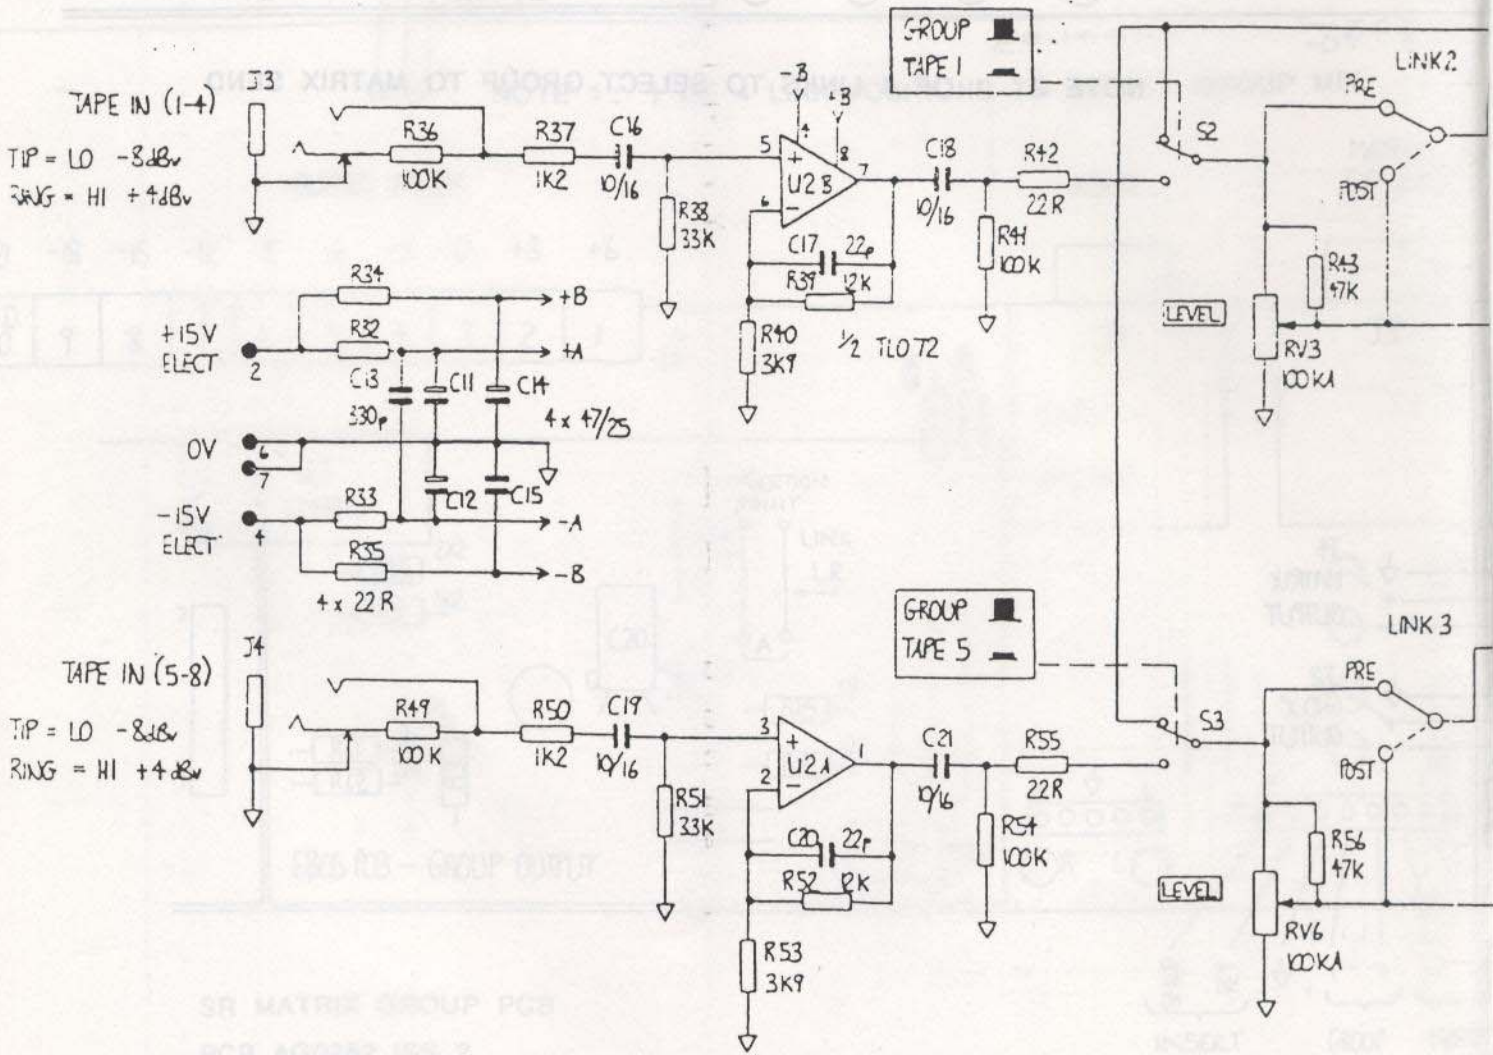 GROUP
TAPE 1
LINK 2
J3
TAPE IN (1-4)
TIP = LO -8dBv
RING = HI +4dBv
R36
100K
R37
1K2
C16
10/16
R38
33K
B
4
+B
8
5
+
U2B
7
6
-
C17
22p
R39
12K
R40
3K9
1/2 TL072
C18
10/16
R41
100K
R42
22R
S2
PRE
POST
R43
47K
LEVEL
RV3
100KA
R34
+B
+15V
ELECT
2
R32
+A
C13
330p
C11
C14
4 x 47/25
0V
6
7
C12
C15
-15V
ELECT
4
R33
-A
R35
-B
4 x 22R
GROUP
TAPE 5
LINK 3
J4
TAPE IN (5-8)
TIP = LO -8dBv
RING = HI +4dBv
R49
100K
R50
1K2
C19
10/16
R51
33K
3
+
U2A
1
2
-
C20
22p
R52
12K
R53
3K9
C21
10/16
R54
100K
R55
22R
S3
PRE
POST
R56
47K
LEVEL
RV6
100KA
SR MATRIX GROUP PCB